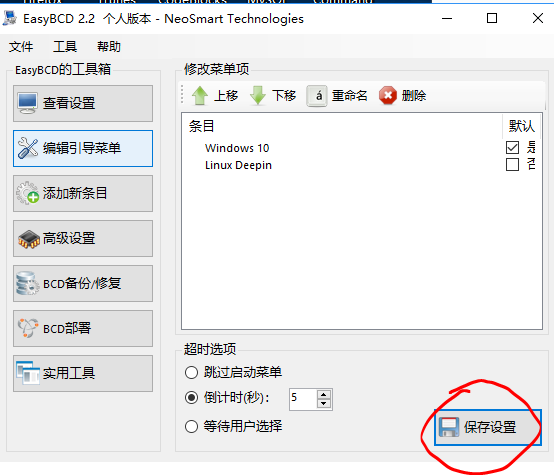 EasyBCD 2.2 个人版本 - NeoSmart Technologies
文件 工具 帮助
EasyBCD的工具箱
查看设置
编辑引导菜单
添加新条目
高级设置
BCD备份/修复
BCD部署
实用工具
修改菜单项
上移 下移 á 重命名 删除
条目 默认
Windows 10 是
Linux Deepin 否
超时选项
跳过启动菜单
倒计时(秒): 5
等待用户选择
保存设置